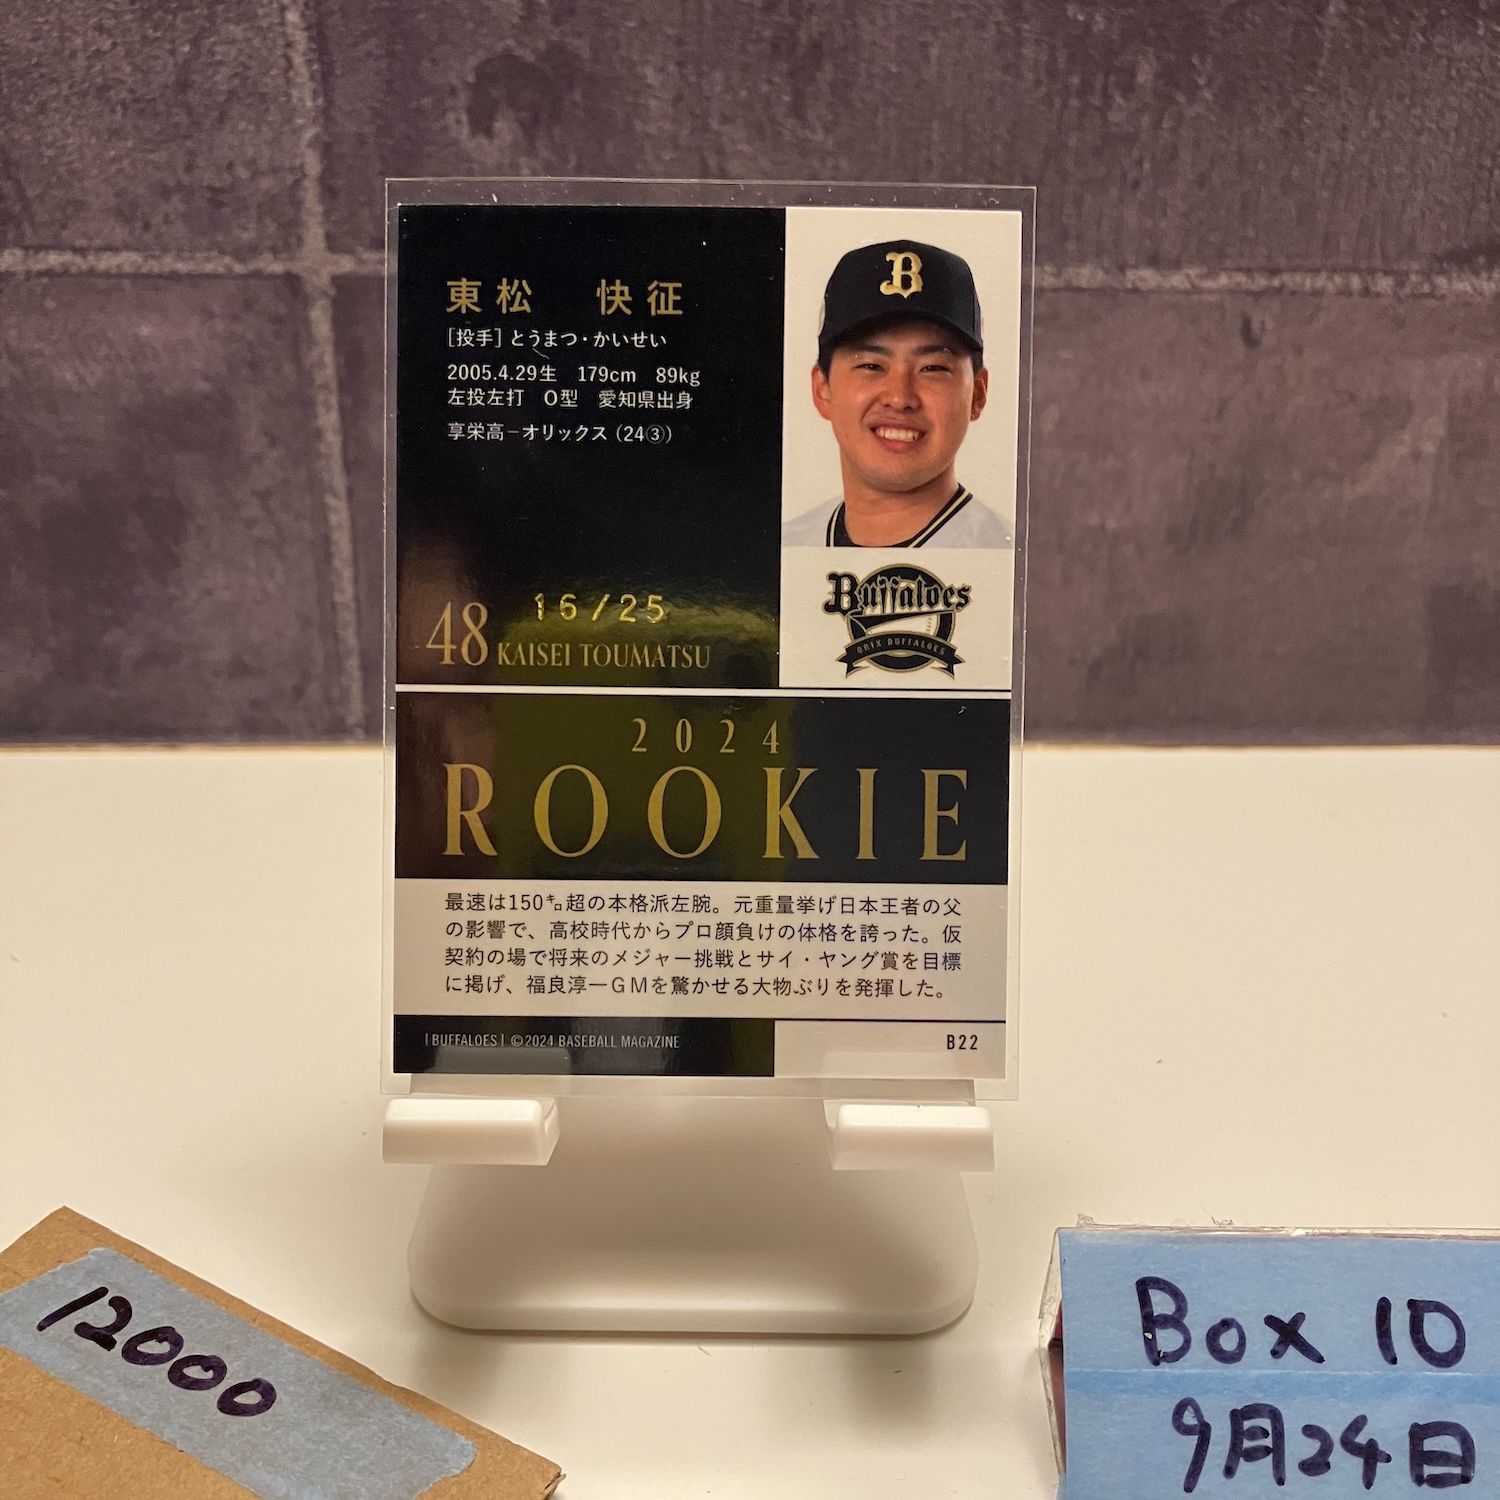 東松 快征
[投手] とうまつ・かいせい
2005.4.29生 179cm 89kg
左投左打 O型 愛知県出身
享栄高－オリックス (24③)
B
16/25
48 KAISEI TOUMATSU
Buffaloes
ORIX BUFFALOES
2024
ROOKIE
最速は150㌔超の本格派左腕。元重量挙げ日本王者の父
の影響で、高校時代からプロ顔負けの体格を誇った。仮
契約の場で将来のメジャー挑戦とサイ・ヤング賞を目標
に掲げ、福良淳一GMを驚かせる大物ぶりを発揮した。
[BUFFALOES] ©2024 BASEBALL MAGAZINE
B22
12000
Box 10
9月24日